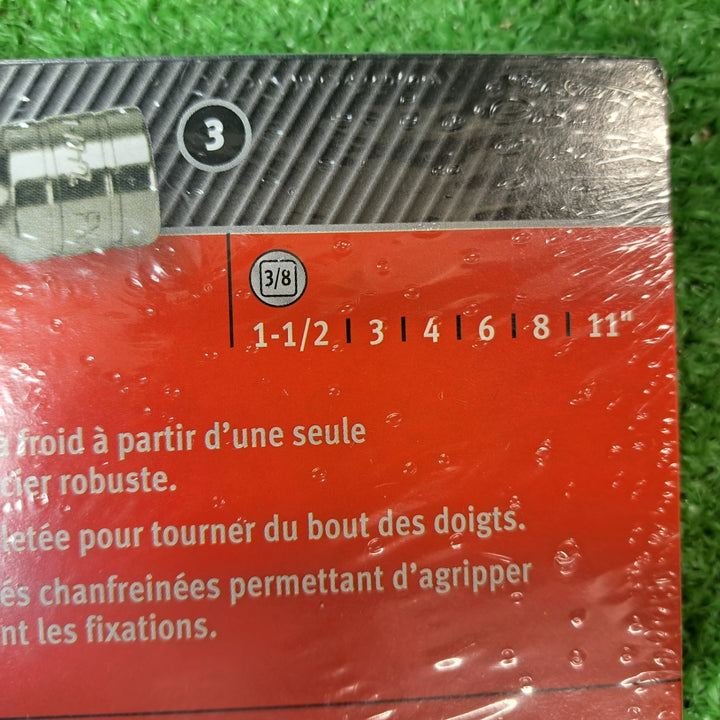 3
3/8
1-1/2 | 3 | 4 | 6 | 8 | 11"
froid à partir d'une seule
cier robuste.
letée pour tourner du bout des doigts.
es chanfreinées permettant d'agripper
nt les fixations.